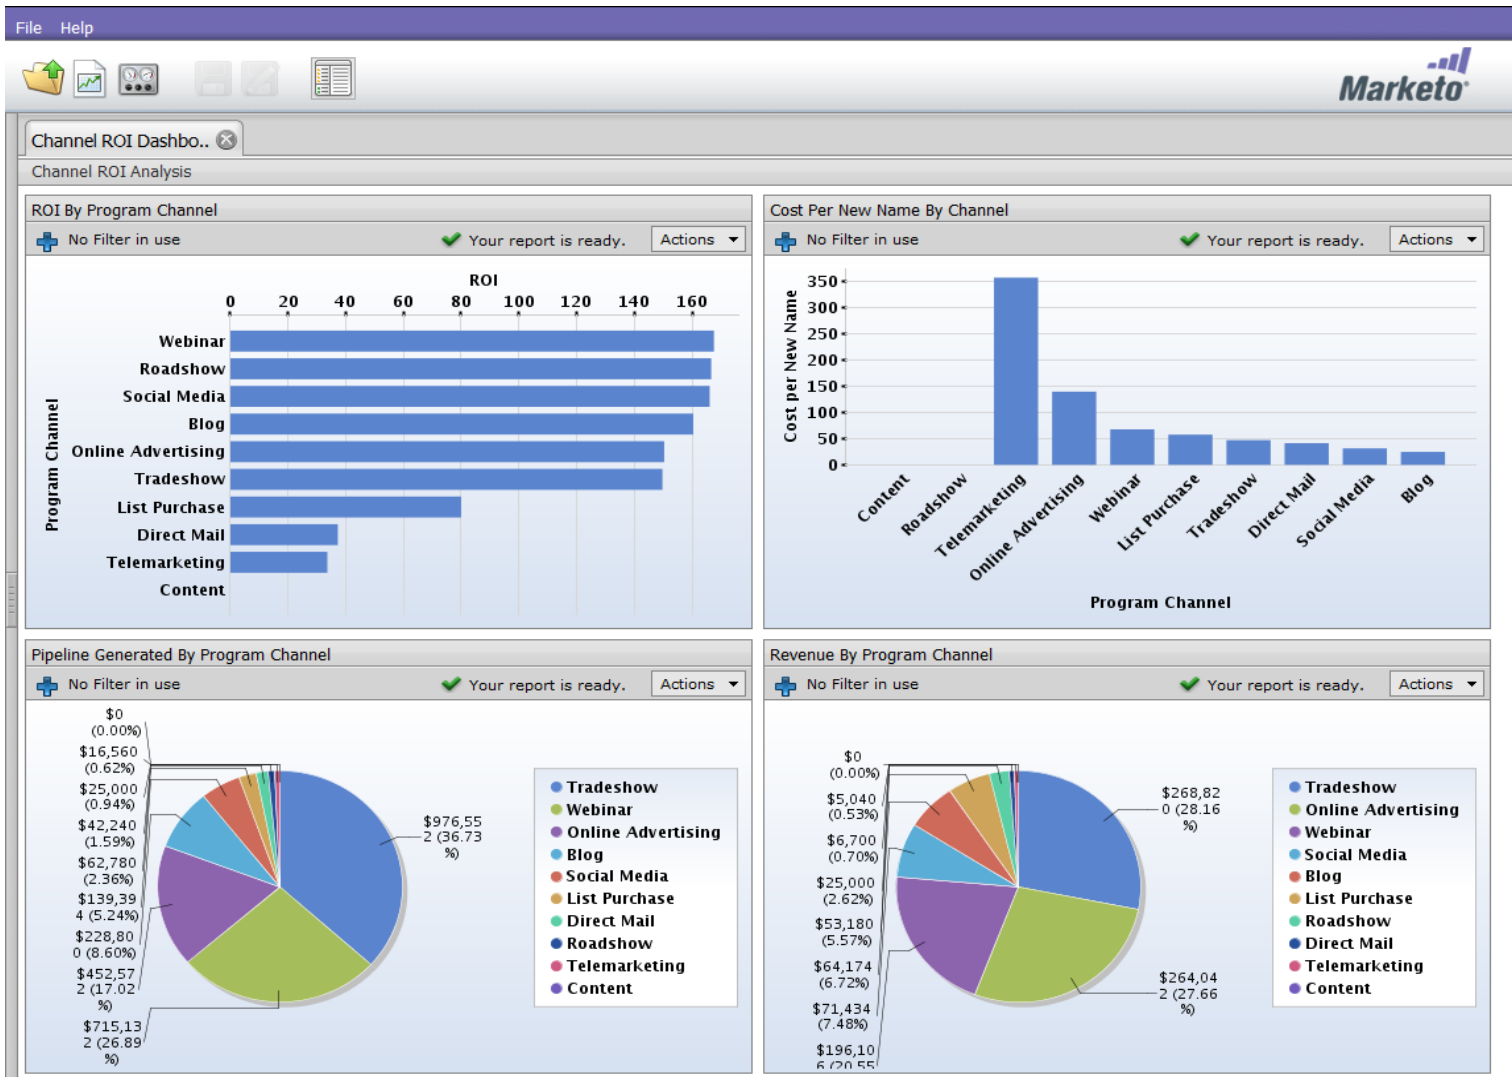 File Help
Marketo
Channel ROI Dashbo..
Channel ROI Analysis
ROI By Program Channel
No Filter in use
Your report is ready.
Actions
ROI
0 20 40 60 80 100 120 140 160
Program Channel
Webinar
Roadshow
Social Media
Blog
Online Advertising
Tradeshow
List Purchase
Direct Mail
Telemarketing
Content
Cost Per New Name By Channel
No Filter in use
Your report is ready.
Actions
Cost per New Name
350
300
250
200
150
100
50
0
Content
Roadshow
Telemarketing
Online Advertising
Webinar
List Purchase
Tradeshow
Direct Mail
Social Media
Blog
Program Channel
Pipeline Generated By Program Channel
No Filter in use
Your report is ready.
Actions
$0
(0.00%)
$16,560
(0.62%)
$25,000
(0.94%)
$42,240
(1.59%)
$62,780
(2.36%)
$139,39
4 (5.24%)
$228,80
0 (8.60%)
$452,57
2 (17.02
%)
$715,13
2 (26.89
%)
$976,55
2 (36.73
%)
Tradeshow
Webinar
Online Advertising
Blog
Social Media
List Purchase
Direct Mail
Roadshow
Telemarketing
Content
Revenue By Program Channel
No Filter in use
Your report is ready.
Actions
$0
(0.00%)
$5,040
(0.53%)
$6,700
(0.70%)
$25,000
(2.62%)
$53,180
(5.57%)
$64,174
(6.72%)
$71,434
(7.48%)
$196,10
6 (20.55
$268,82
0 (28.16
%)
$264,04
2 (27.66
%)
Tradeshow
Online Advertising
Webinar
Social Media
Blog
List Purchase
Roadshow
Direct Mail
Telemarketing
Content